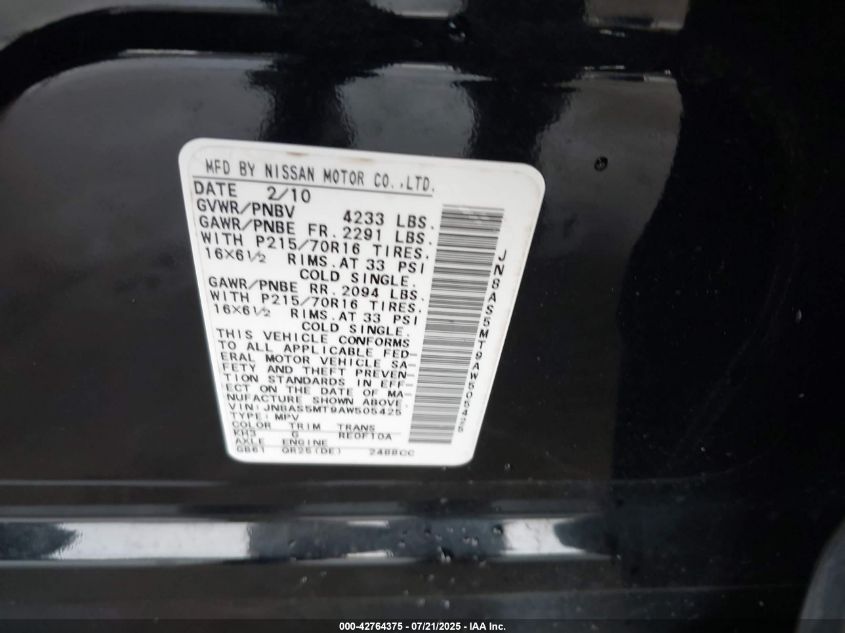 MFD BY NISSAN MOTOR CO.,LTD.
DATE 2/10
GVWR/PNBV 4233 LBS.
GAWR/PNBE FR. 2291 LBS.
WITH P215/70R16 TIRES.
16X6½ RIMS.AT 33 PSI
COLD SINGLE.
GAWR/PNBE RR. 2094 LBS.
WITH P215/70R16 TIRES.
16X6½ RIMS.AT 33 PSI
COLD SINGLE.
THIS VEHICLE CONFORMS
TO ALL APPLICABLE FED-
ERAL MOTOR VEHICLE SA-
FETY AND THEFT PREVEN-
TION STANDARDS IN EFF-
ECT ON THE DATE OF MA-
NUFACTURE SHOWN ABOVE.
VIN:JN8AS5MT9AW505425
TYPE: MPV
COLOR TRIM TRANS
KH3 G RE0F10A
AXLE ENGINE
GB61 QR25(DE) 2488CC
JN8AS5MT9AW505425
000-42764375 - 07/21/2025 - IAA Inc.